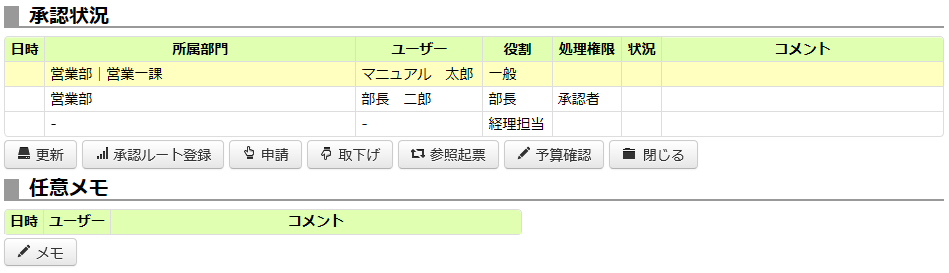 承認状況
日時 所属部門 ユーザー 役割 処理権限 状況 コメント
営業部｜営業一課 マニュアル　太郎 一般
営業部 部長　二郎 部長 承認者
- - 経理担当
更新 承認ルート登録 申請 取下げ 参照起票 予算確認 閉じる
任意メモ
日時 ユーザー コメント
メモ